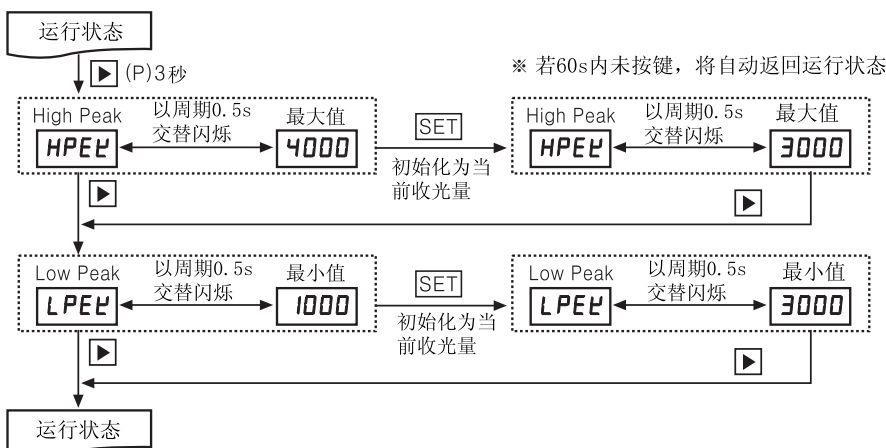 运行状态
▶ (P)3秒
※ 若60s内未按键，将自动返回运行状态
High Peak
以周期0.5s
交替闪烁
最大值
HPEK
4000
SET
初始化为当
前收光量
High Peak
以周期0.5s
交替闪烁
最大值
HPEK
3000
▶
▶
Low Peak
以周期0.5s
交替闪烁
最小值
LPEK
1000
SET
初始化为当
前收光量
Low Peak
以周期0.5s
交替闪烁
最小值
LPEK
3000
▶
▶
运行状态